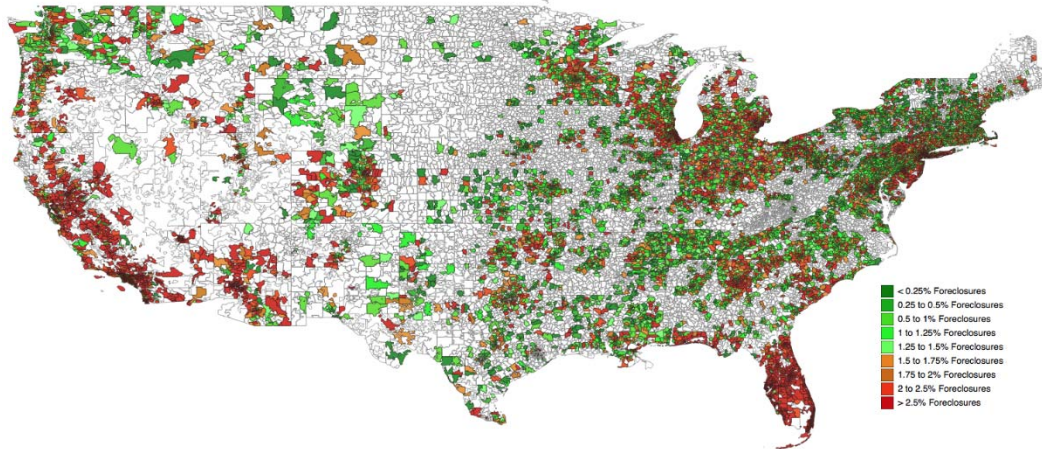 < 0.25% Foreclosures
0.25 to 0.5% Foreclosures
0.5 to 1% Foreclosures
1 to 1.25% Foreclosures
1.25 to 1.5% Foreclosures
1.5 to 1.75% Foreclosures
1.75 to 2% Foreclosures
2 to 2.5% Foreclosures
> 2.5% Foreclosures